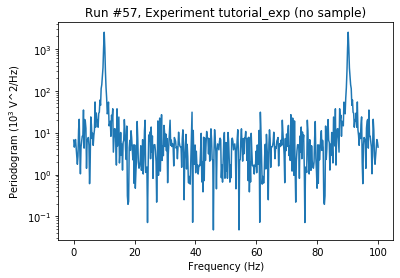 Run #57, Experiment tutorial_exp (no sample)
Periodogram (10³ V^2/Hz)
10³
10²
10¹
10⁰
10⁻¹
0 20 40 60 80 100
Frequency (Hz)